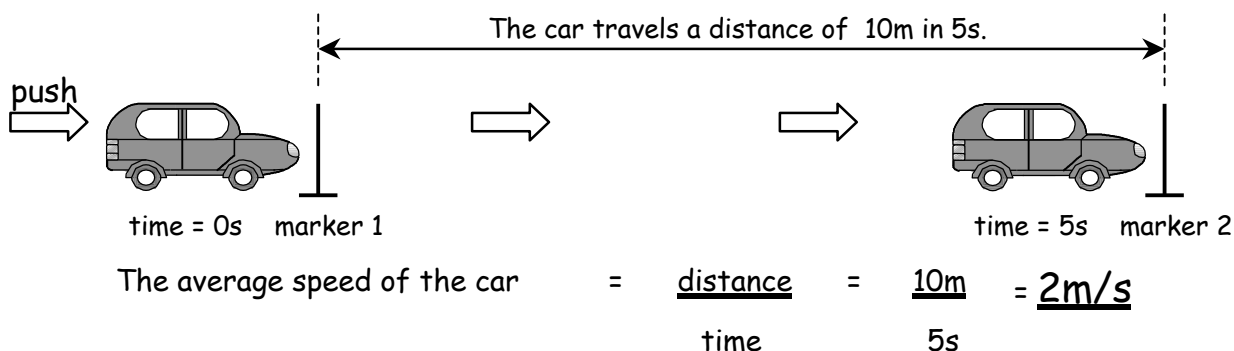 The car travels a distance of 10m in 5s.
push
time = 0s marker 1
time = 5s marker 2
The average speed of the car = distance = 10m = 2m/s
time 5s